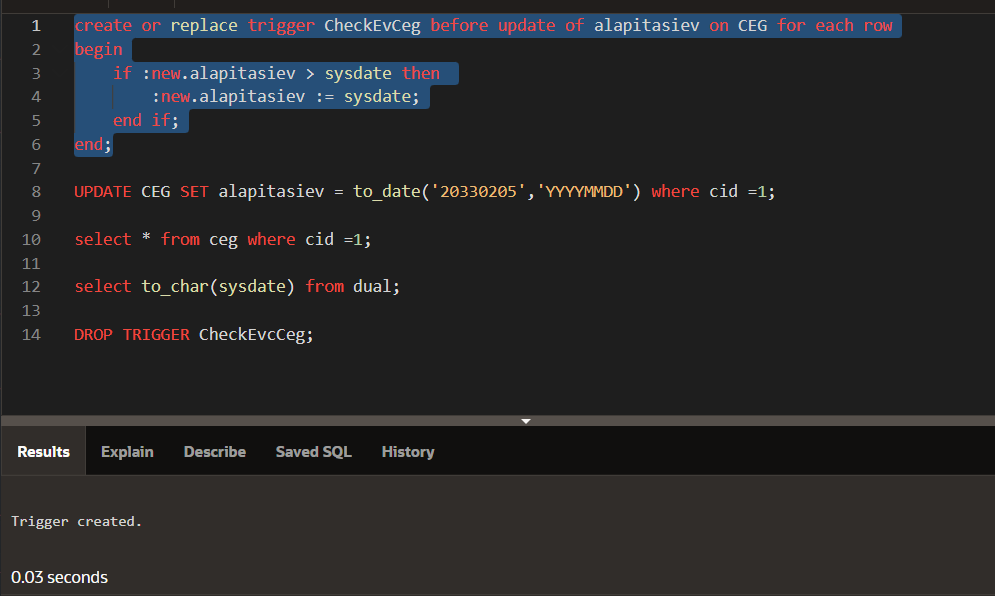 1 create or replace trigger CheckEvCeg before update of alapitasiev on CEG for each row
2 begin
3 if :new.alapitasiev > sysdate then
4 :new.alapitasiev := sysdate;
5 end if;
6 end;
7
8 UPDATE CEG SET alapitasiev = to_date('20330205','YYYYMMDD') where cid =1;
9
10 select * from ceg where cid =1;
11
12 select to_char(sysdate) from dual;
13
14 DROP TRIGGER CheckEvcCeg;
Results Explain Describe Saved SQL History
Trigger created.
0.03 seconds